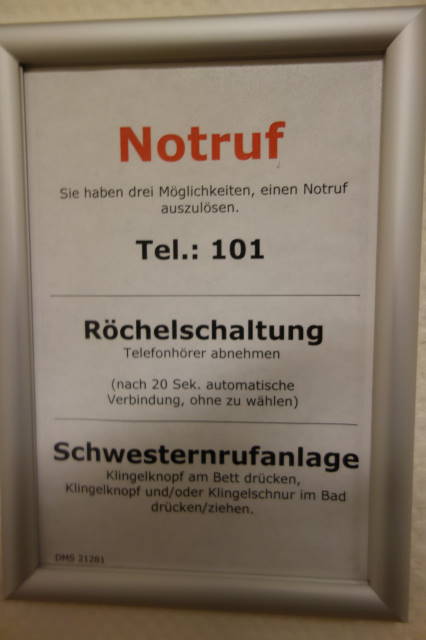 Notruf
Sie haben drei Möglichkeiten, einen Notruf
auszulösen.
Tel.: 101
Röchelschaltung
Telefonhörer abnehmen
(nach 20 Sek. automatische
Verbindung, ohne zu wählen)
Schwesternrufanlage
Klingelknopf am Bett drücken,
Klingelknopf und/oder Klingelschnur im Bad
drücken/ziehen.
DMS 21281